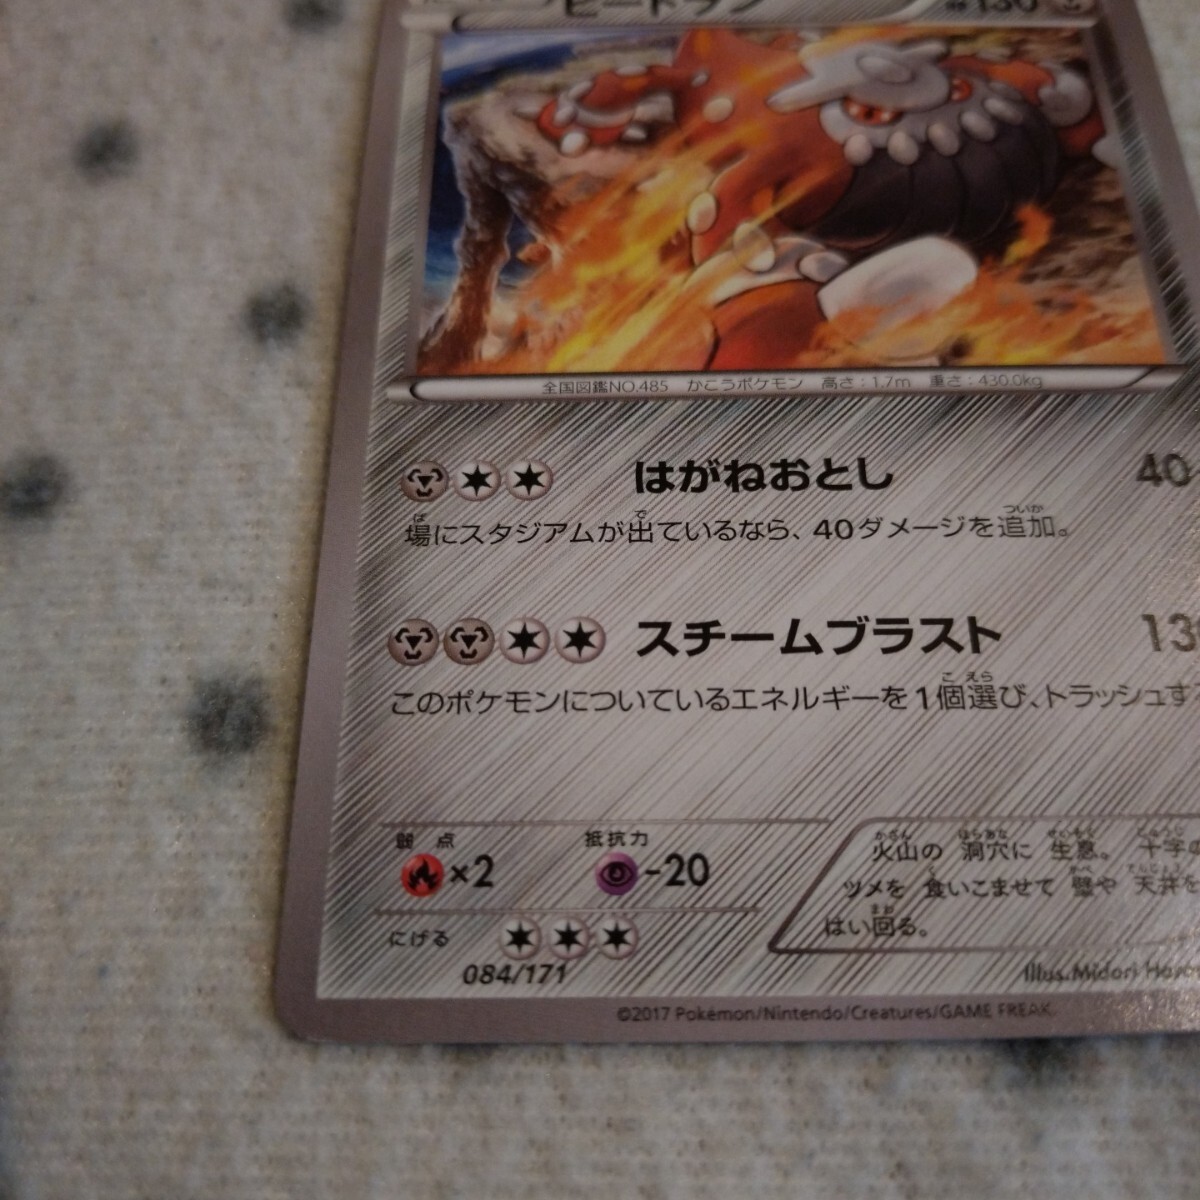 ヒードラン HP130
全国図鑑NO.485 かこうポケモン 高さ：1.7m 重さ：430.0kg
はがねおとし 40
場にスタジアムが出ているなら、40ダメージを追加。
スチームブラスト 13
このポケモンについているエネルギーを1個選び、トラッシュす
弱点 抵抗力
×2 -20
にげる
084/171
火山の 洞穴に 生息。 十字の
ツメを 食いこませて 壁や 天井を
はい回る。
Illus.Midori
©2017 Pokémon/Nintendo/Creatures/GAME FREAK.